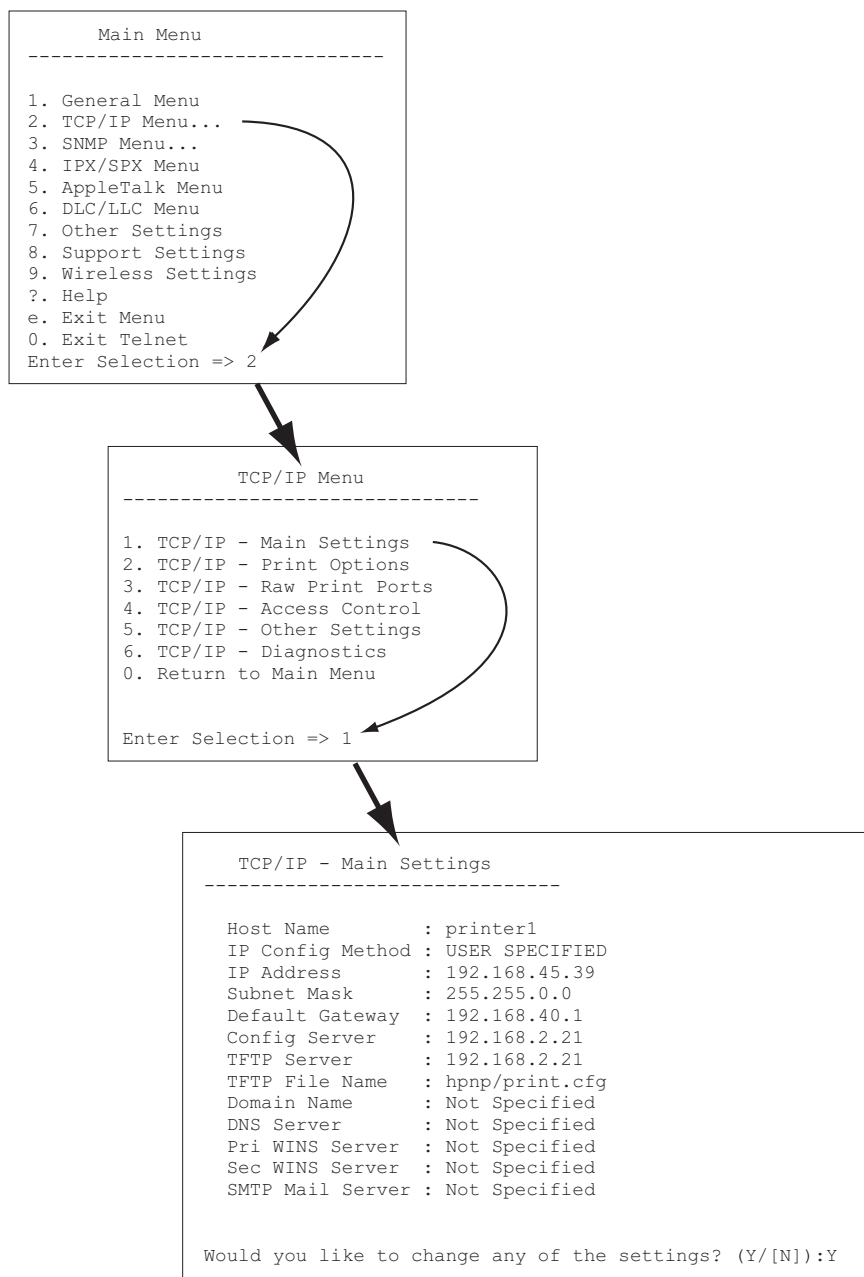 Main Menu
-------------------------------
1. General Menu
2. TCP/IP Menu...
3. SNMP Menu...
4. IPX/SPX Menu
5. AppleTalk Menu
6. DLC/LLC Menu
7. Other Settings
8. Support Settings
9. Wireless Settings
?. Help
e. Exit Menu
0. Exit Telnet
Enter Selection => 2
TCP/IP Menu
-------------------------------
1. TCP/IP - Main Settings
2. TCP/IP - Print Options
3. TCP/IP - Raw Print Ports
4. TCP/IP - Access Control
5. TCP/IP - Other Settings
6. TCP/IP - Diagnostics
0. Return to Main Menu
Enter Selection => 1
TCP/IP - Main Settings
-------------------------------
Host Name : printer1
IP Config Method : USER SPECIFIED
IP Address : 192.168.45.39
Subnet Mask : 255.255.0.0
Default Gateway : 192.168.40.1
Config Server : 192.168.2.21
TFTP Server : 192.168.2.21
TFTP File Name : hpnp/print.cfg
Domain Name : Not Specified
DNS Server : Not Specified
Pri WINS Server : Not Specified
Sec WINS Server : Not Specified
SMTP Mail Server : Not Specified
Would you like to change any of the settings? (Y/[N]):Y